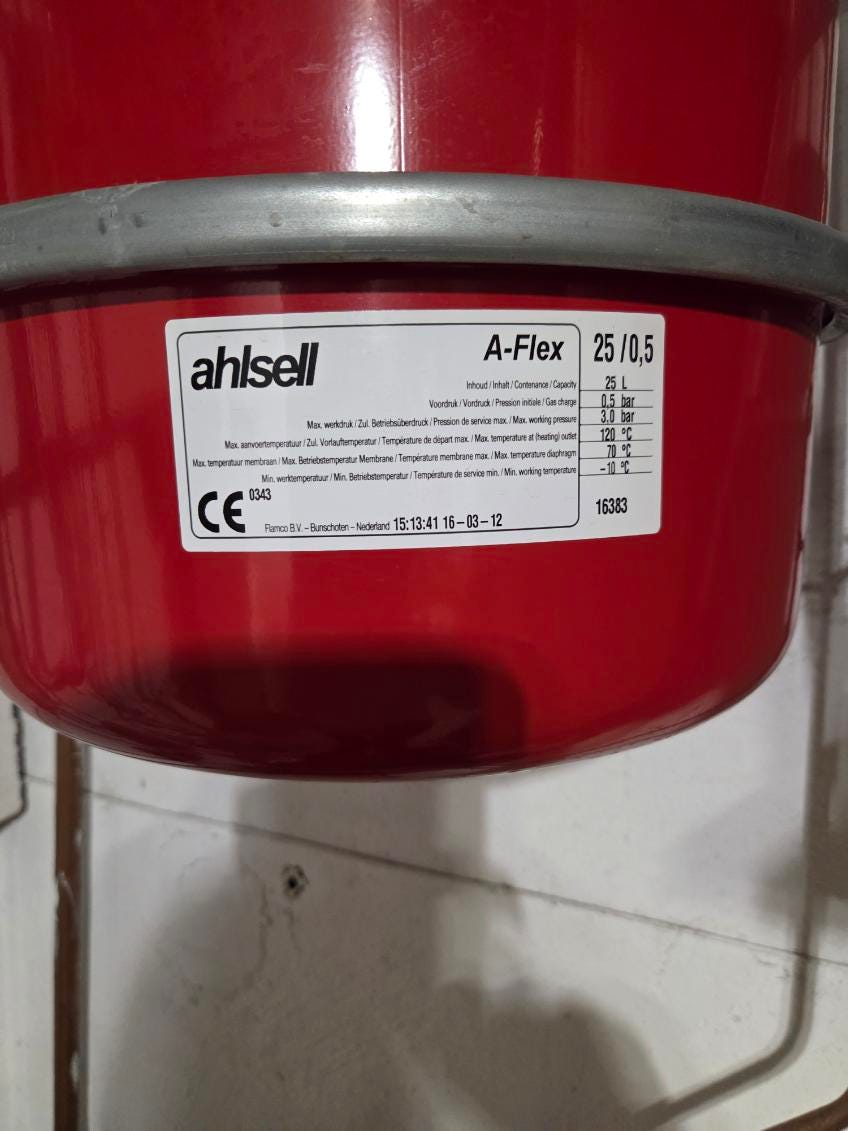 ahlsell
A-Flex 25/0,5
Inhoud / Inhalt / Contenance / Capacity 25 L
Voordruk / Vordruck / Pression initiale / Gas charge 0.5 bar
Max. werkdruk / Zul. Betriebsüberdruck / Pression de service max. / Max. working pressure 3.0 bar
Max. aanvoertemperatuur / Zul. Vorlauftemperatur / Température de départ max. / Max. temperature at (heating) outlet 120 °C
Max. temperatuur membraan / Max. Betriebstemperatur Membrane / Température membrane max. / Max. temperature diaphragm 70 °C
Min. werktemperatuur / Min. Betriebstemperatur / Température de service min. / Min. working temperature -10 °C
CE 0343
Flamco B.V. – Bunschoten – Nederland 15:13:41 16-03-12
16383